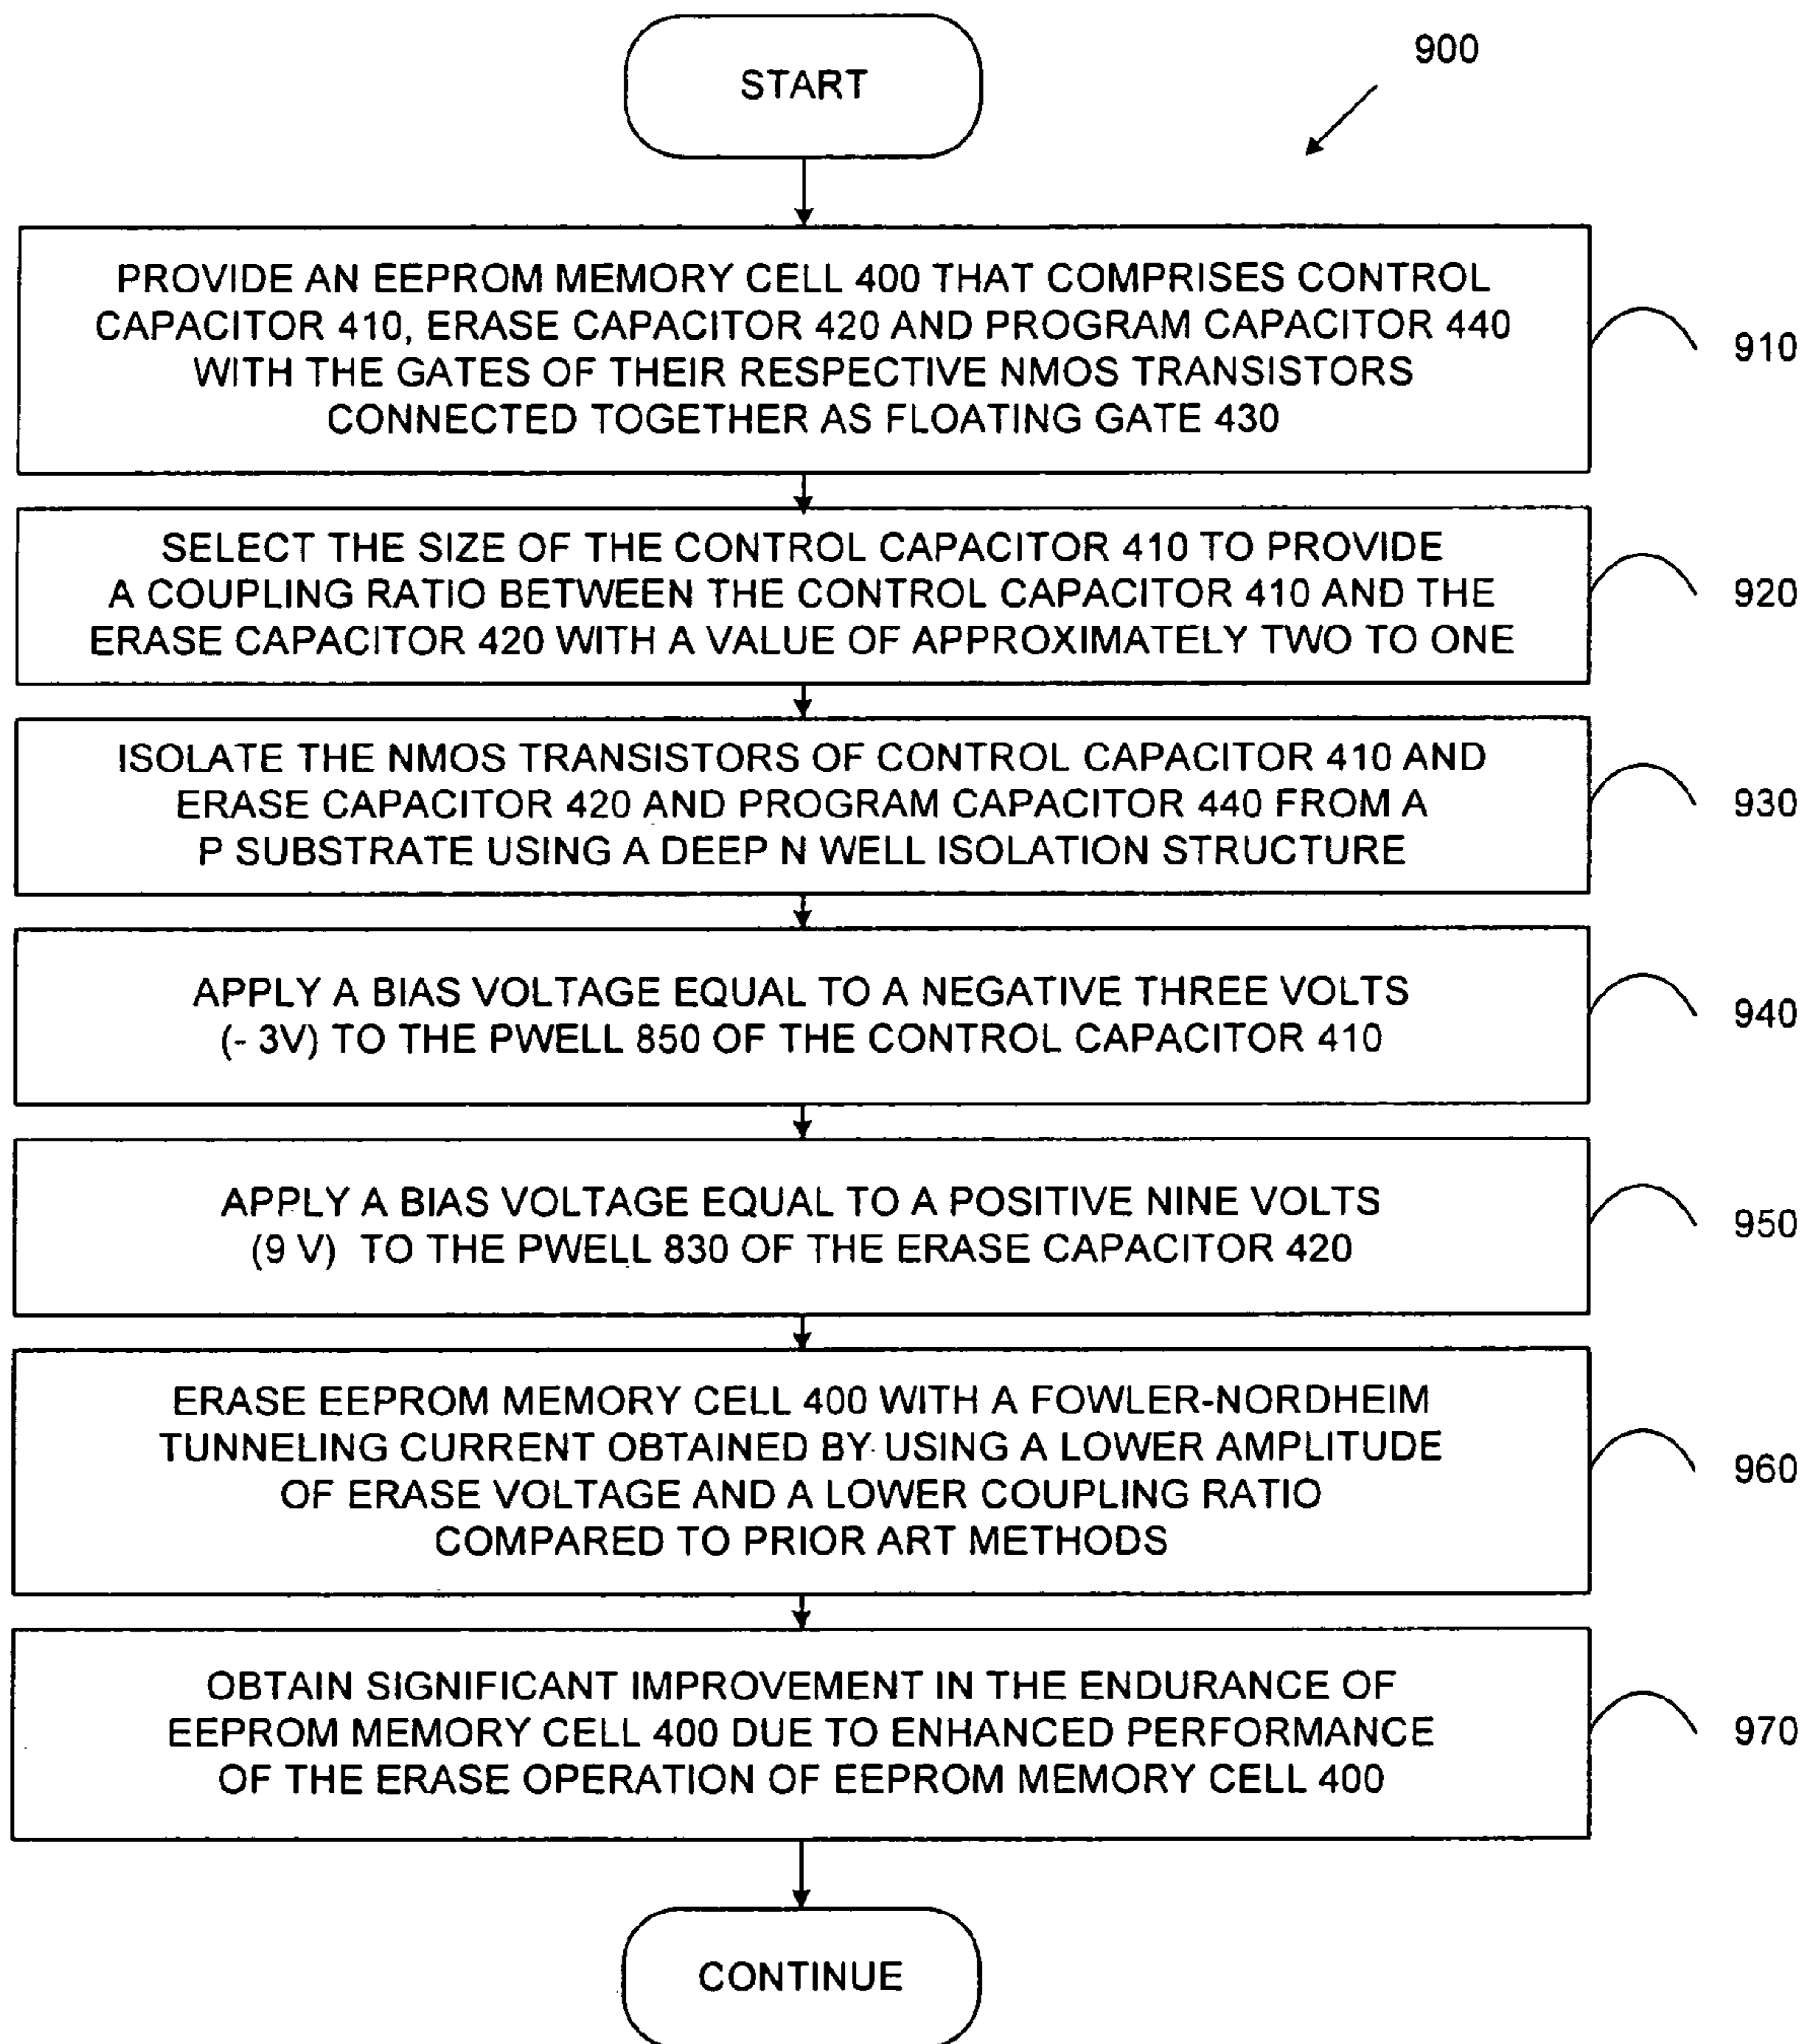 START
900
PROVIDE AN EEPROM MEMORY CELL 400 THAT COMPRISES CONTROL
CAPACITOR 410, ERASE CAPACITOR 420 AND PROGRAM CAPACITOR 440
WITH THE GATES OF THEIR RESPECTIVE NMOS TRANSISTORS
CONNECTED TOGETHER AS FLOATING GATE 430
910
SELECT THE SIZE OF THE CONTROL CAPACITOR 410 TO PROVIDE
A COUPLING RATIO BETWEEN THE CONTROL CAPACITOR 410 AND THE
ERASE CAPACITOR 420 WITH A VALUE OF APPROXIMATELY TWO TO ONE
920
ISOLATE THE NMOS TRANSISTORS OF CONTROL CAPACITOR 410 AND
ERASE CAPACITOR 420 AND PROGRAM CAPACITOR 440 FROM A
P SUBSTRATE USING A DEEP N WELL ISOLATION STRUCTURE
930
APPLY A BIAS VOLTAGE EQUAL TO A NEGATIVE THREE VOLTS
(- 3V) TO THE PWELL 850 OF THE CONTROL CAPACITOR 410
940
APPLY A BIAS VOLTAGE EQUAL TO A POSITIVE NINE VOLTS
(9 V) TO THE PWELL 830 OF THE ERASE CAPACITOR 420
950
ERASE EEPROM MEMORY CELL 400 WITH A FOWLER-NORDHEIM
TUNNELING CURRENT OBTAINED BY USING A LOWER AMPLITUDE
OF ERASE VOLTAGE AND A LOWER COUPLING RATIO
COMPARED TO PRIOR ART METHODS
960
OBTAIN SIGNIFICANT IMPROVEMENT IN THE ENDURANCE OF
EEPROM MEMORY CELL 400 DUE TO ENHANCED PERFORMANCE
OF THE ERASE OPERATION OF EEPROM MEMORY CELL 400
970
CONTINUE